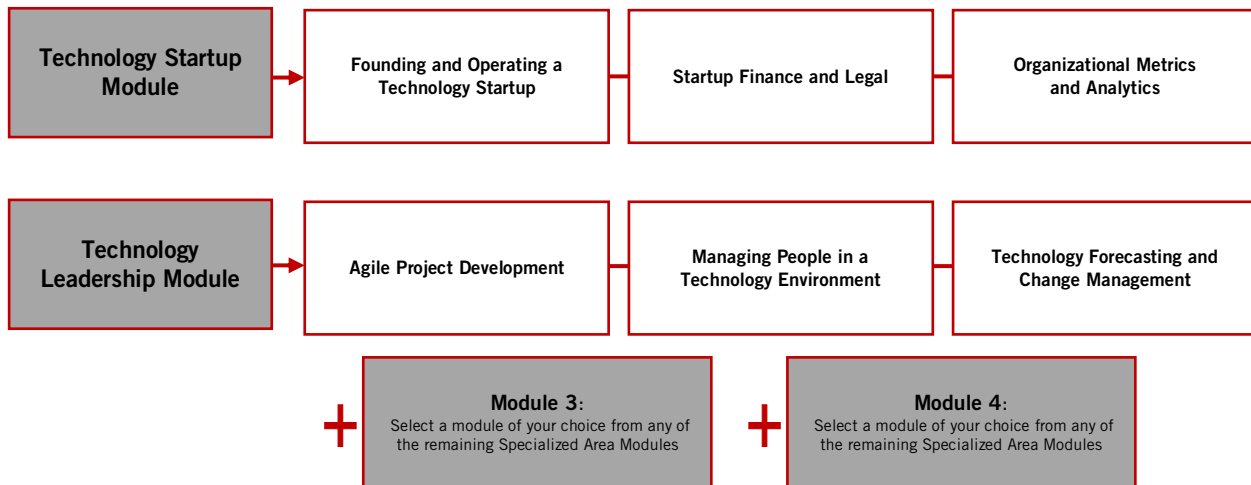 Technology Startup
Module
Founding and Operating a
Technology Startup
Startup Finance and Legal
Organizational Metrics
and Analytics
Technology
Leadership Module
Agile Project Development
Managing People in a
Technology Environment
Technology Forecasting and
Change Management
+
Module 3:
Select a module of your choice from any of
the remaining Specialized Area Modules
+
Module 4:
Select a module of your choice from any of
the remaining Specialized Area Modules